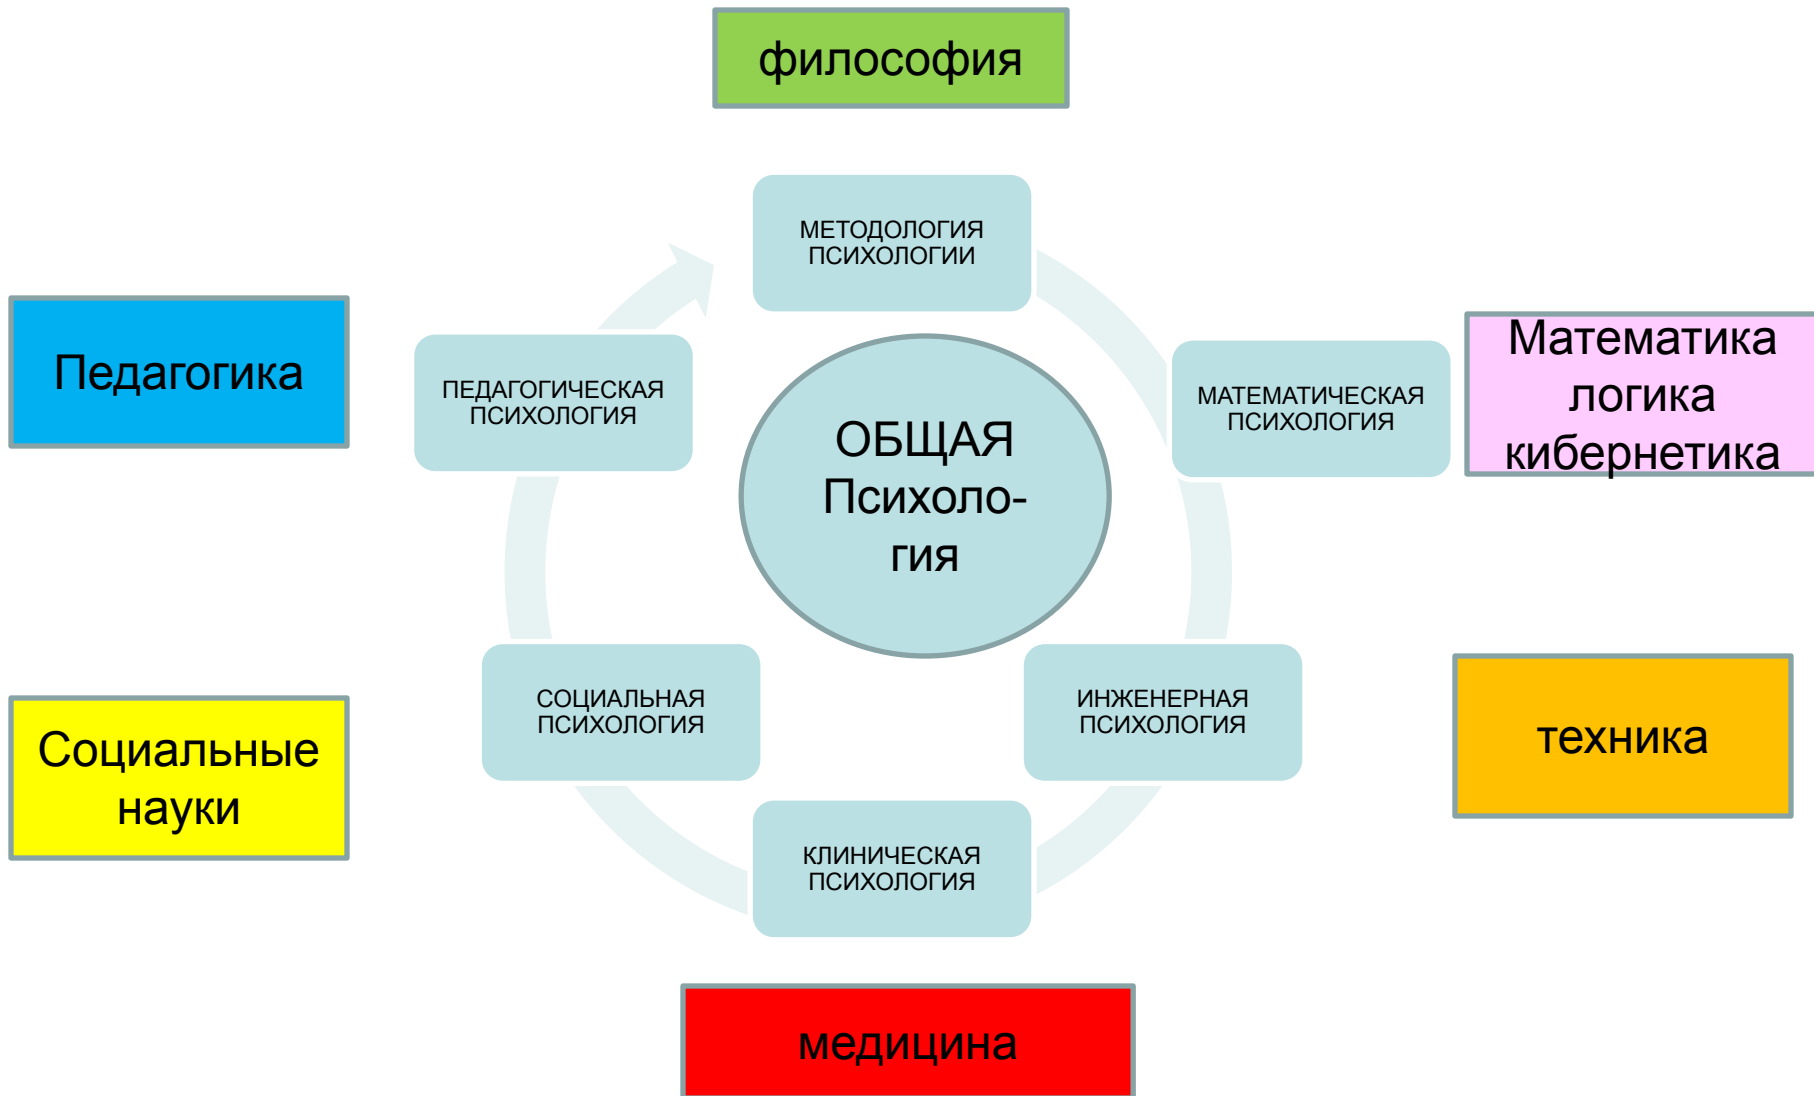 философия
МЕТОДОЛОГИЯ
ПСИХОЛОГИИ
Педагогика
ПЕДАГОГИЧЕСКАЯ
ПСИХОЛОГИЯ
ОБЩАЯ
Психоло-
гия
МАТЕМАТИЧЕСКАЯ
ПСИХОЛОГИЯ
Математика
логика
кибернетика
Социальные
науки
СОЦИАЛЬНАЯ
ПСИХОЛОГИЯ
ИНЖЕНЕРНАЯ
ПСИХОЛОГИЯ
техника
КЛИНИЧЕСКАЯ
ПСИХОЛОГИЯ
медицина